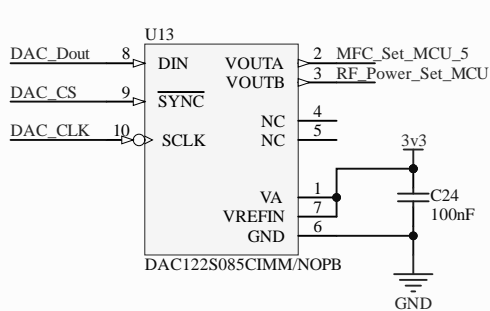 U13
DAC_Dout 8 DIN VOUTA 2 MFC_Set_MCU_5
VOUTB 3 RF_Power_Set_MCU
DAC_CS 9 SYNC
NC 4
DAC_CLK 10 SCLK NC 5
3v3
VA 1 C24
VREFIN 7 100nF
GND 6
DAC122S085CIMM/NOPB
GND